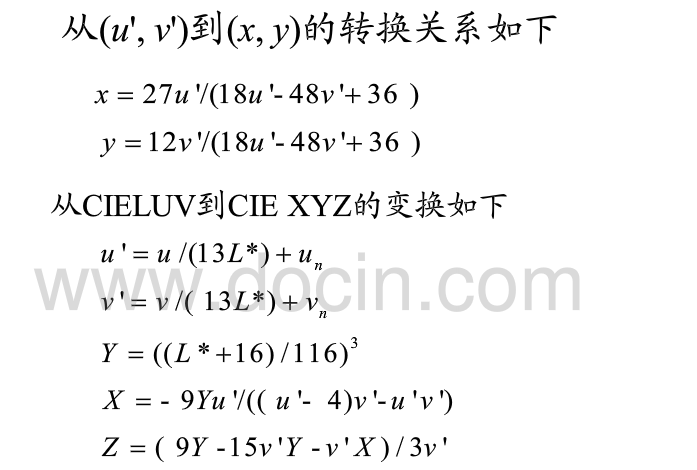 从(u', v')到(x, y)的转换关系如下
x = 27u'/(18u'- 48v'+ 36 )
y = 12v'/(18u'- 48v'+ 36 )
从CIELUV到CIE XYZ的变换如下
u' = u /(13L*) + uₙ
www.docin.com
v' = v /( 13L*) + vₙ
Y = ((L * +16) / 116)³
X = - 9Yu'/(( u'- 4)v'-u'v')
Z = ( 9Y -15v'Y - v'X ) / 3v'